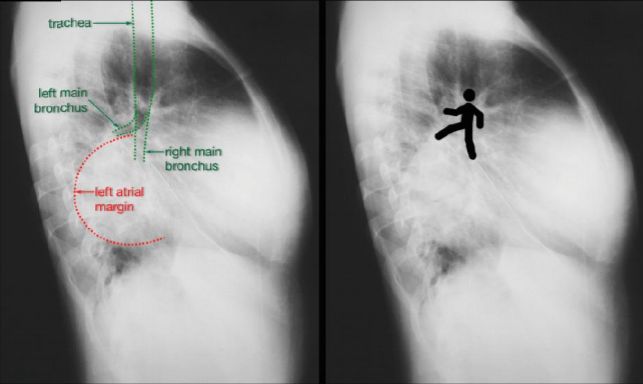 trachea
left main
bronchus
right main
bronchus
left atrial
margin